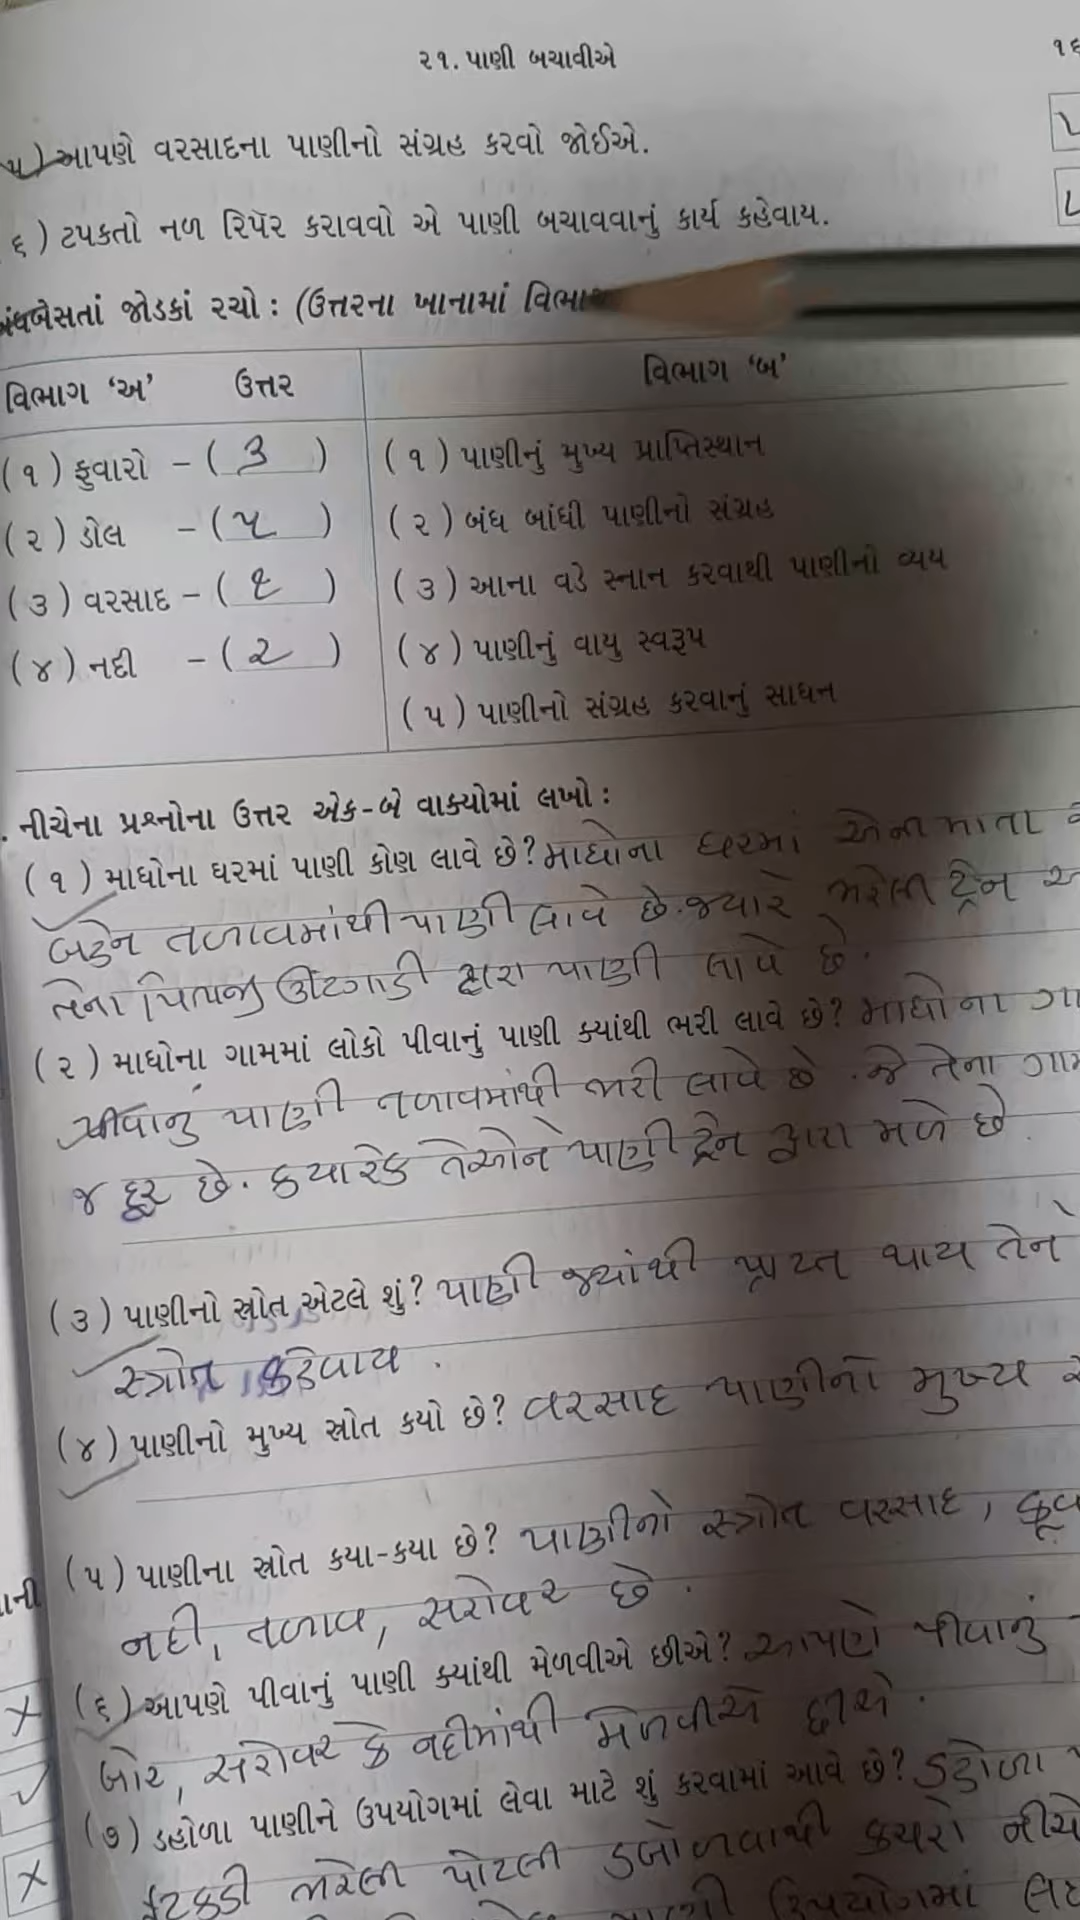 ૨૧. પાણી બચાવીએ
૫) આપણે વરસાદના પાણીનો સંગ્રહ કરવો જોઈએ.
૬) ટપકતો નળ રિપૅર કરાવવો એ પાણી બચાવવાનું કાર્ય કહેવાય.
બંધબેસતાં જોડકાં રચો : (ઉત્તરના ખાનામાં
વિભાગ ‘અ’ ઉત્તર વિભાગ ‘બ’
(૧) ફુવારો – ( ૩ ) (૧) પાણીનું મુખ્ય પ્રાપ્તિસ્થાન
(૨) ડોલ – ( ૫ ) (૨) બંધ બાંધી પાણીનો સંગ્રહ
(૩) વરસાદ – ( ૧ ) (૩) આના વડે સ્નાન કરવાથી પાણીનો વ્યય
(૪) નદી – ( ૨ ) (૪) પાણીનું વાયુ સ્વરૂપ
(૫) પાણીનો સંગ્રહ કરવાનું સાધન
. નીચેના પ્રશ્નોના ઉત્તર એક-બે વાક્યોમાં લખો :
(૧) માધોના ઘરમાં પાણી કોણ લાવે છે? માધોના ઘરમાં એના માતા
બહેન તળાવમાંથી પાણી લાવે છે. જ્યારે ભરેલી ટ્રેન
તેના પિતાજી ઊંટગાડી દ્વારા પાણી લાવે છે.
(૨) માધોના ગામમાં લોકો પીવાનું પાણી ક્યાંથી ભરી લાવે છે? માધોના
પીવાનું પાણી તળાવમાંથી ભરી લાવે છે. જે તેના
જ દૂર છે. ક્યારેક તેઓને પાણી ટ્રેન દ્વારા મળે છે.
(૩) પાણીનો સ્રોત એટલે શું? પાણી જ્યાંથી પ્રાપ્ત થાય તેને
સ્ત્રોત કહેવાય.
(૪) પાણીનો મુખ્ય સ્રોત કયો છે? વરસાદ પાણીનો મુખ્ય
(૫) પાણીના સ્રોત કયા-કયા છે? પાણીનો સ્ત્રોત વરસાદ,
નદી, તળાવ, સરોવર છે.
(૬) આપણે પીવાનું પાણી ક્યાંથી મેળવીએ છીએ? આપણે પીવાનું
બોર, સરોવર કે નદીમાંથી મેળવીએ છીએ.
(૭) ડહોળા પાણીને ઉપયોગમાં લેવા માટે શું કરવામાં આવે છે? ડહોળા
ફટકડી ભરેલી પોટલી ડબોળવાથી કચરો નીચે
ઉપયોગમાં